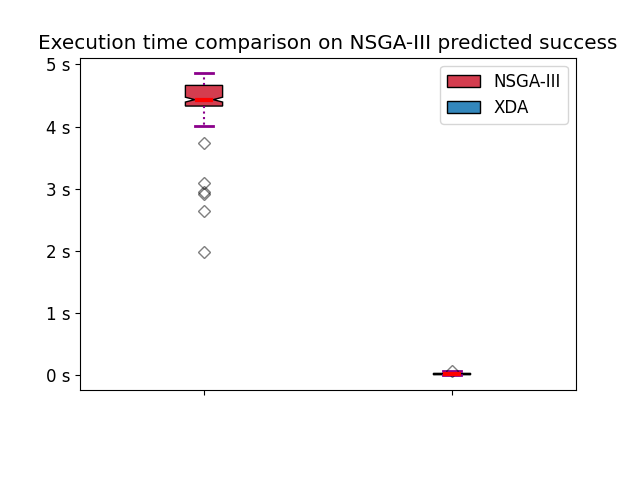 Execution time comparison on NSGA-III predicted success
5 s
4 s
3 s
2 s
1 s
0 s
NSGA-III
XDA